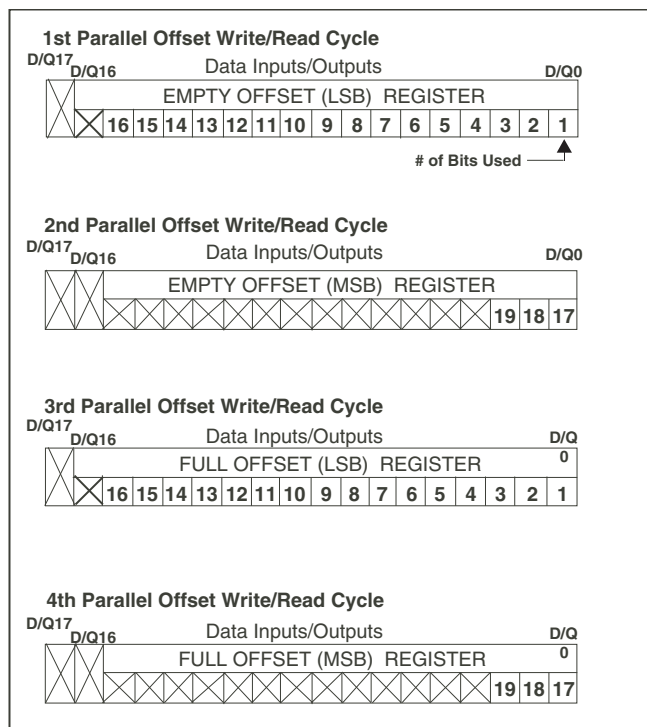 1st Parallel Offset Write/Read Cycle
D/Q17 D/Q16 Data Inputs/Outputs D/Q0
EMPTY OFFSET (LSB) REGISTER
16 15 14 13 12 11 10 9 8 7 6 5 4 3 2 1
# of Bits Used
2nd Parallel Offset Write/Read Cycle
D/Q17 D/Q16 Data Inputs/Outputs D/Q0
EMPTY OFFSET (MSB) REGISTER
19 18 17
3rd Parallel Offset Write/Read Cycle
D/Q17 D/Q16 Data Inputs/Outputs D/Q
0
FULL OFFSET (LSB) REGISTER
16 15 14 13 12 11 10 9 8 7 6 5 4 3 2 1
4th Parallel Offset Write/Read Cycle
D/Q17 D/Q16 Data Inputs/Outputs D/Q
0
FULL OFFSET (MSB) REGISTER
19 18 17